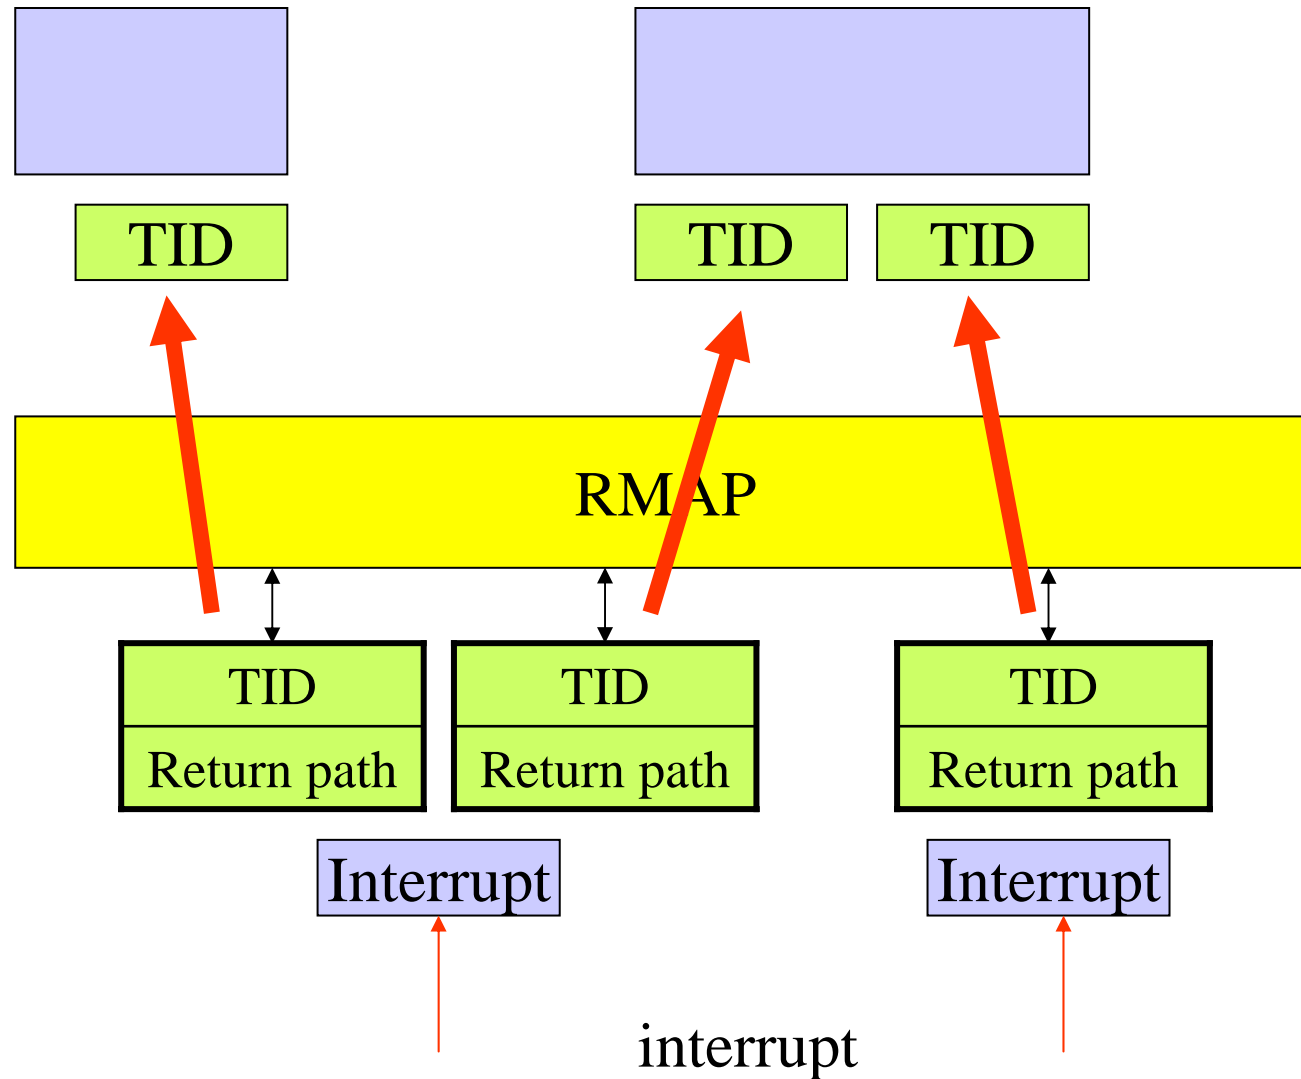 TID
TID
TID
RMAP
TID
TID
TID
Return path
Return path
Return path
Interrupt
Interrupt
interrupt